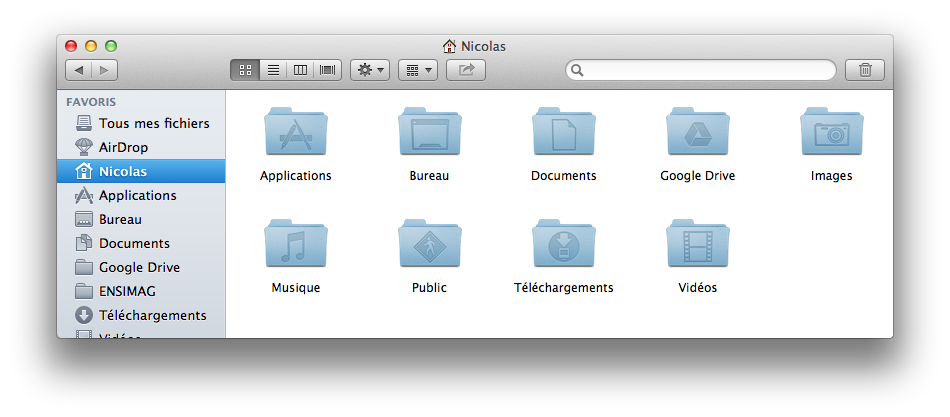 Nicolas
FAVORIS
Tous mes fichiers
AirDrop
Nicolas
Applications
Bureau
Documents
Google Drive
ENSIMAG
Téléchargements
Vidéos
Applications
Bureau
Documents
Google Drive
Images
Musique
Public
Téléchargements
Vidéos